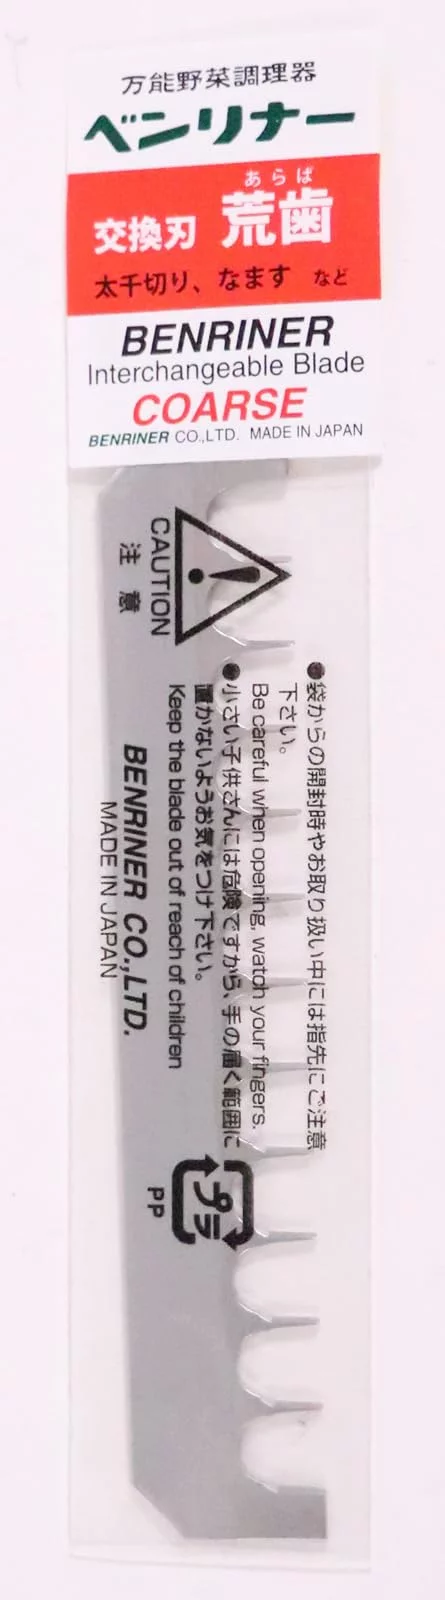 万能野菜調理器
ベンリナー
あらば
交換刃 荒歯
太千切り、なます など
BENRINER
Interchangeable Blade
COARSE
BENRINER CO.,LTD. MADE IN JAPAN
CAUTION
注意
●袋からの開封時やお取り扱い中には指先にご注意
下さい。
Be careful when opening, watch your fingers.
●小さい子供さんには危険ですから、手の届く範囲に
置かないようお気をつけ下さい。
Keep the blade out of reach of children
BENRINER CO.,LTD.
MADE IN JAPAN
プラ
PP